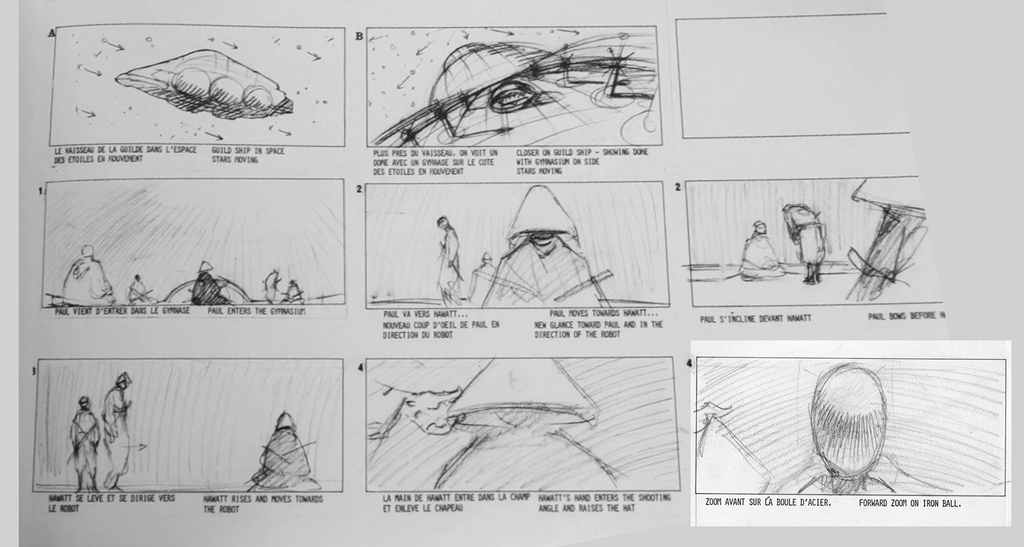 A
LE VAISSEAU DE LA GUILDE DANS L'ESPACE
DES ETOILES EN MOUVEMENT
GUILD SHIP IN SPACE
STARS MOVING
B
PLUS PRES DU VAISSEAU. ON VOIT UN
DOME AVEC UN GYMNASE SUR LE COTE
DES ETOILES EN MOUVEMENT
CLOSER ON GUILD SHIP - SHOWING DOME
WITH GYMNASIUM ON SIDE
STARS MOVING
1
PAUL VIENT D'ENTRER DANS LE GYMNASE
PAUL ENTERS THE GYMNASIUM
2
PAUL VA VERS HAWATT...
NOUVEAU COUP D'OEIL DE PAUL EN
DIRECTION DU ROBOT
PAUL MOVES TOWARDS HAWATT...
NEW GLANCE TOWARD PAUL AND IN THE
DIRECTION OF THE ROBOT
2
PAUL S'INCLINE DEVANT HAWATT
PAUL BOWS BEFORE H
3
HAWATT SE LEVE ET SE DIRIGE VERS
LE ROBOT
HAWATT RISES AND MOVES TOWARDS
THE ROBOT
4
LA MAIN DE HAWATT ENTRE DANS LA CHAMP
ET ENLEVE LE CHAPEAU
HAWATT'S HAND ENTERS THE SHOOTING
ANGLE AND RAISES THE HAT
4
ZOOM AVANT SUR LA BOULE D'ACIER.
FORWARD ZOOM ON IRON BALL.